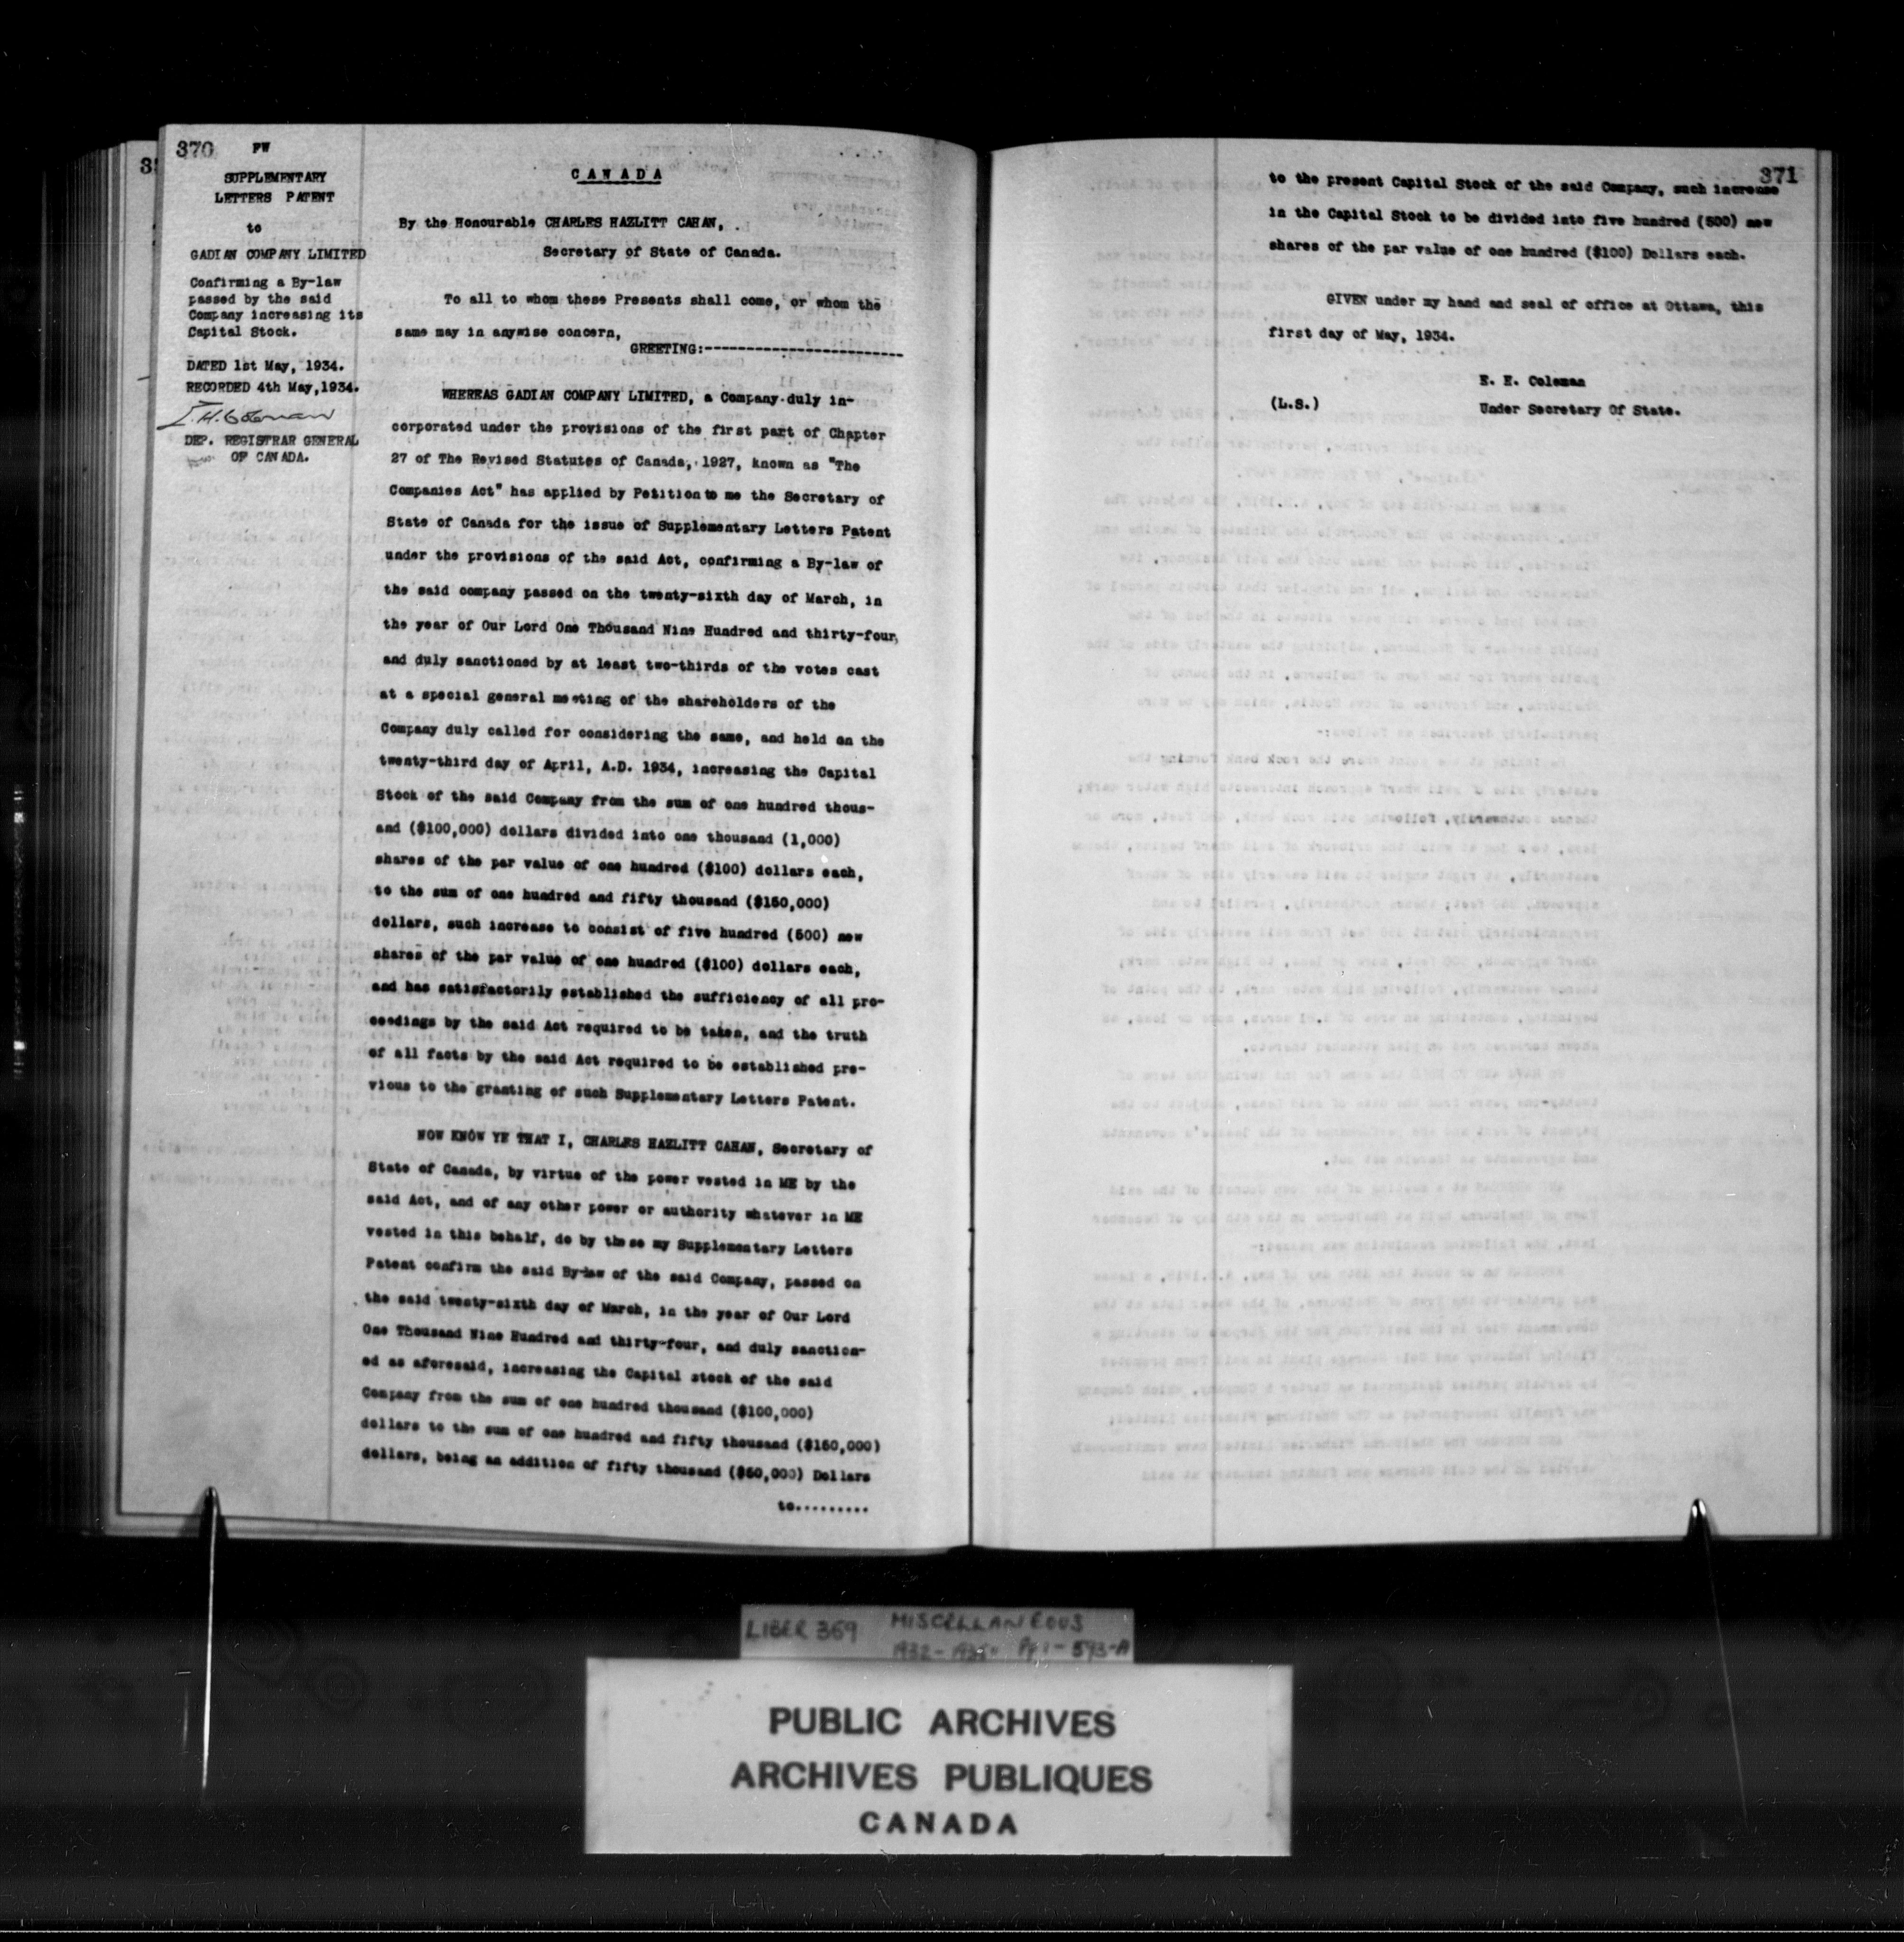 370
FW
SUPPLEMENTARY
LETTERS PATENT
to
GADIAN COMPANY LIMITED
Confirming a By-law
passed by the said
Company increasing its
Capital Stock.
DATED 1st May, 1934.
RECORDED 4th May, 1934.
DEP. REGISTRAR GENERAL
OF CANADA.
CANADA
By the Honourable CHARLES HAZLITT CAHAN,
Secretary of State of Canada.
To all to whom these Presents shall come, or whom the
same may in anywise concern,
GREETING:------------------------
WHEREAS GADIAN COMPANY LIMITED, a Company duly in-
corporated under the provisions of the first part of Chapter
27 of The Revised Statutes of Canada, 1927, known as "The
Companies Act" has applied by Petition to me the Secretary of
State of Canada for the issue of Supplementary Letters Patent
under the provisions of the said Act, confirming a By-law of
the said company passed on the twenty-sixth day of March, in
the year of Our Lord One Thousand Nine Hundred and thirty-four,
and duly sanctioned by at least two-thirds of the votes cast
at a special general meeting of the shareholders of the
Company duly called for considering the same, and held on the
twenty-third day of April, A.D. 1934, increasing the Capital
Stock of the said Company from the sum of one hundred thous-
and ($100,000) dollars divided into one thousand (1,000)
shares of the par value of one hundred ($100) dollars each,
to the sum of one hundred and fifty thousand ($150,000)
dollars, such increase to consist of five hundred (500) new
shares of the par value of one hundred ($100) dollars each,
and has satisfactorily established the sufficiency of all pro-
ceedings by the said Act required to be taken, and the truth
of all facts by the said Act required to be established pre-
vious to the granting of such Supplementary Letters Patent.
NOW KNOW YE THAT I, CHARLES HAZLITT CAHAN, Secretary of
State of Canada, by virtue of the power vested in ME by the
said Act, and of any other power or authority whatever in ME
vested in this behalf, do by these my Supplementary Letters
Patent confirm the said By-law of the said Company, passed on
the said twenty-sixth day of March, in the year of Our Lord
One Thousand Nine Hundred and thirty-four, and duly sanction-
ed as aforesaid, increasing the Capital stock of the said
Company from the sum of one hundred thousand ($100,000)
dollars to the sum of one hundred and fifty thousand ($150,000)
dollars, being an addition of fifty thousand ($50,000) Dollars
to.........
371
to the present Capital Stock of the said Company, such increase
in the Capital Stock to be divided into five hundred (500) new
shares of the par value of one hundred ($100) Dollars each.
GIVEN under my hand and seal of office at Ottawa, this
first day of May, 1934.
E. H. Coleman
(L.S.) Under Secretary Of State.
LIBER 369 MISCELLANEOUS
PUBLIC ARCHIVES
ARCHIVES PUBLIQUES
CANADA